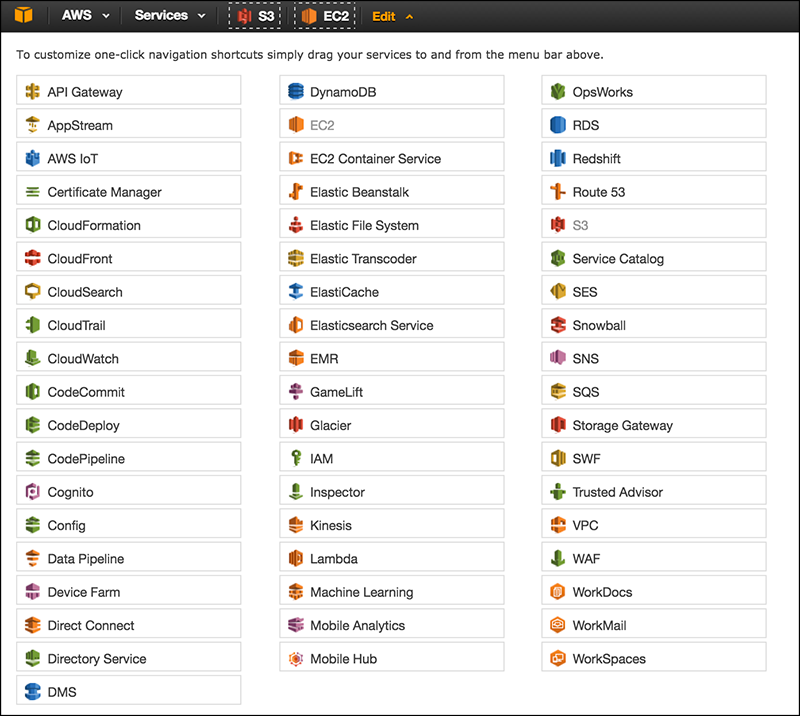 AWS Services S3 EC2 Edit
To customize one-click navigation shortcuts simply drag your services to and from the menu bar above.
API Gateway
AppStream
AWS IoT
Certificate Manager
CloudFormation
CloudFront
CloudSearch
CloudTrail
CloudWatch
CodeCommit
CodeDeploy
CodePipeline
Cognito
Config
Data Pipeline
Device Farm
Direct Connect
Directory Service
DMS
DynamoDB
EC2
EC2 Container Service
Elastic Beanstalk
Elastic File System
Elastic Transcoder
ElastiCache
Elasticsearch Service
EMR
GameLift
Glacier
IAM
Inspector
Kinesis
Lambda
Machine Learning
Mobile Analytics
Mobile Hub
OpsWorks
RDS
Redshift
Route 53
S3
Service Catalog
SES
Snowball
SNS
SQS
Storage Gateway
SWF
Trusted Advisor
VPC
WAF
WorkDocs
WorkMail
WorkSpaces